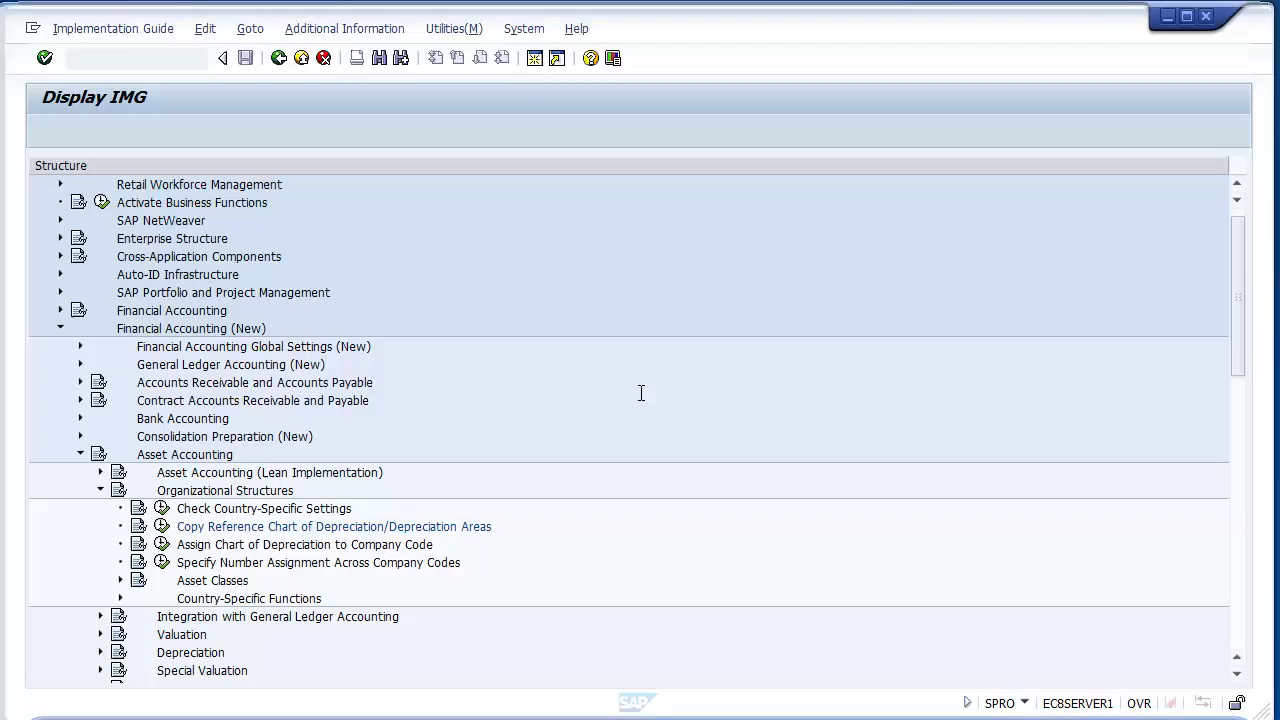 Implementation Guide Edit Goto Additional Information Utilities(M) System Help
Display IMG
Structure
Retail Workforce Management
Activate Business Functions
SAP NetWeaver
Enterprise Structure
Cross-Application Components
Auto-ID Infrastructure
SAP Portfolio and Project Management
Financial Accounting
Financial Accounting (New)
Financial Accounting Global Settings (New)
General Ledger Accounting (New)
Accounts Receivable and Accounts Payable
Contract Accounts Receivable and Payable
Bank Accounting
Consolidation Preparation (New)
Asset Accounting
Asset Accounting (Lean Implementation)
Organizational Structures
Check Country-Specific Settings
Copy Reference Chart of Depreciation/Depreciation Areas
Assign Chart of Depreciation to Company Code
Specify Number Assignment Across Company Codes
Asset Classes
Country-Specific Functions
Integration with General Ledger Accounting
Valuation
Depreciation
Special Valuation
SAP SPRO EC8SERVER1 OVR